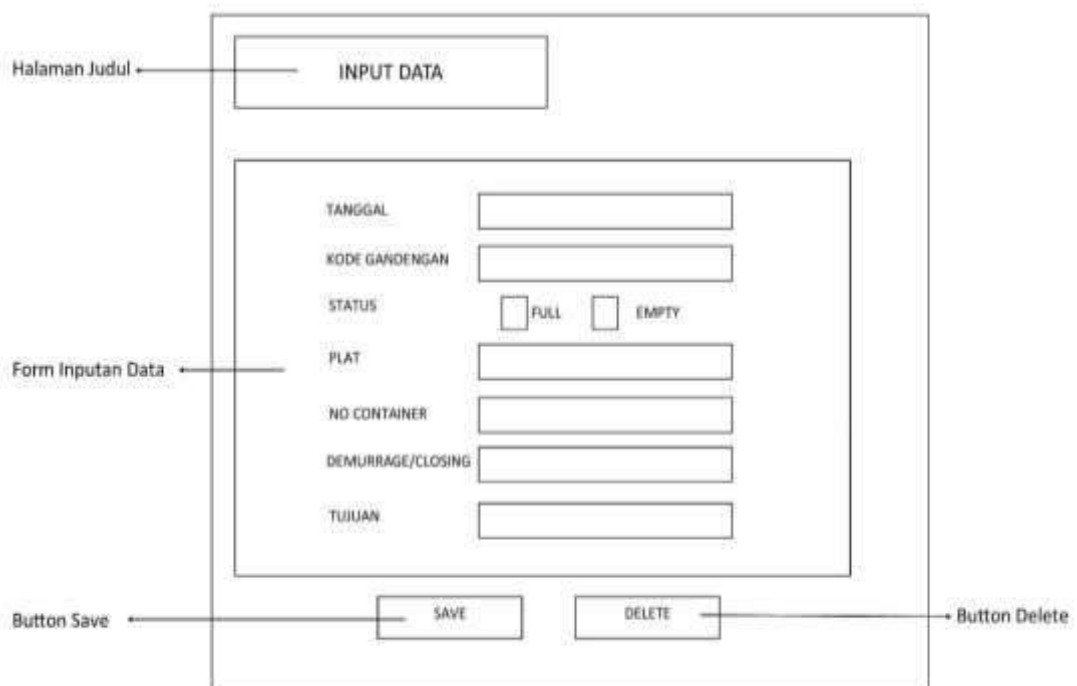 Halaman Judul
INPUT DATA
TANGGAL
KODE GANDENGAN
STATUS
FULL
EMPTY
Form Inputan Data
PLAT
NO CONTAINER
DEMURRAGE/CLOSING
TUJUAN
Button Save
SAVE
DELETE
Button Delete